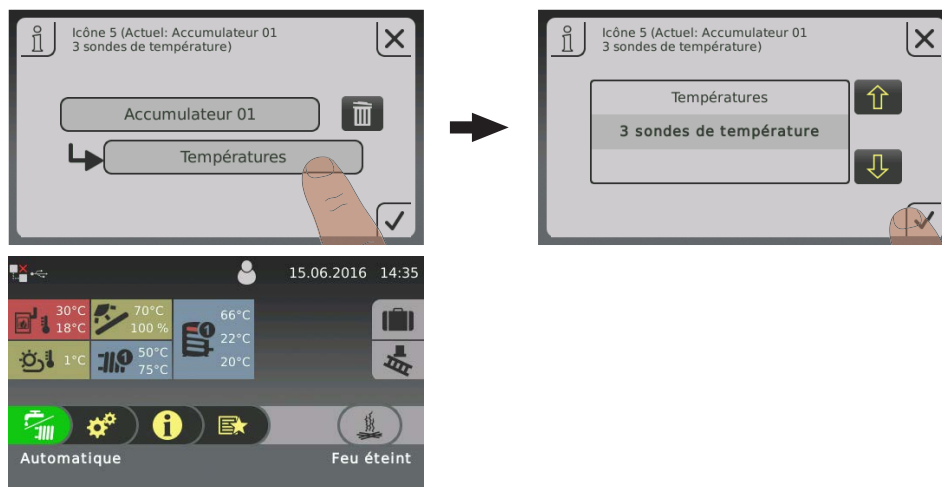 Icône 5 (Actuel: Accumulateur 01
3 sondes de température)
Accumulateur 01
Températures
Icône 5 (Actuel: Accumulateur 01
3 sondes de température)
Températures
3 sondes de température
15.06.2016 14:35
30°C
18°C
70°C
100 %
1
66°C
22°C
20°C
1°C
1
50°C
75°C
Automatique
Feu éteint